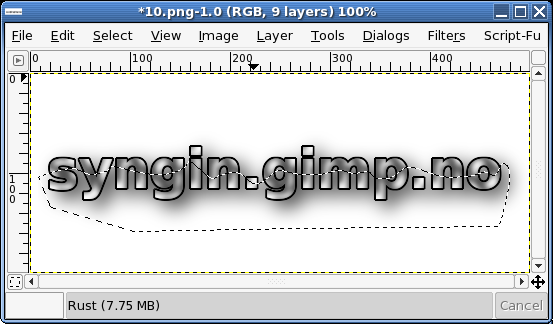 *10.png-1.0 (RGB, 9 layers) 100%
File Edit Select View Image Layer Tools Dialogs Filters Script-Fu
0 100 200 300 400
0
100
syngin.gimp.no
Rust (7.75 MB) Cancel